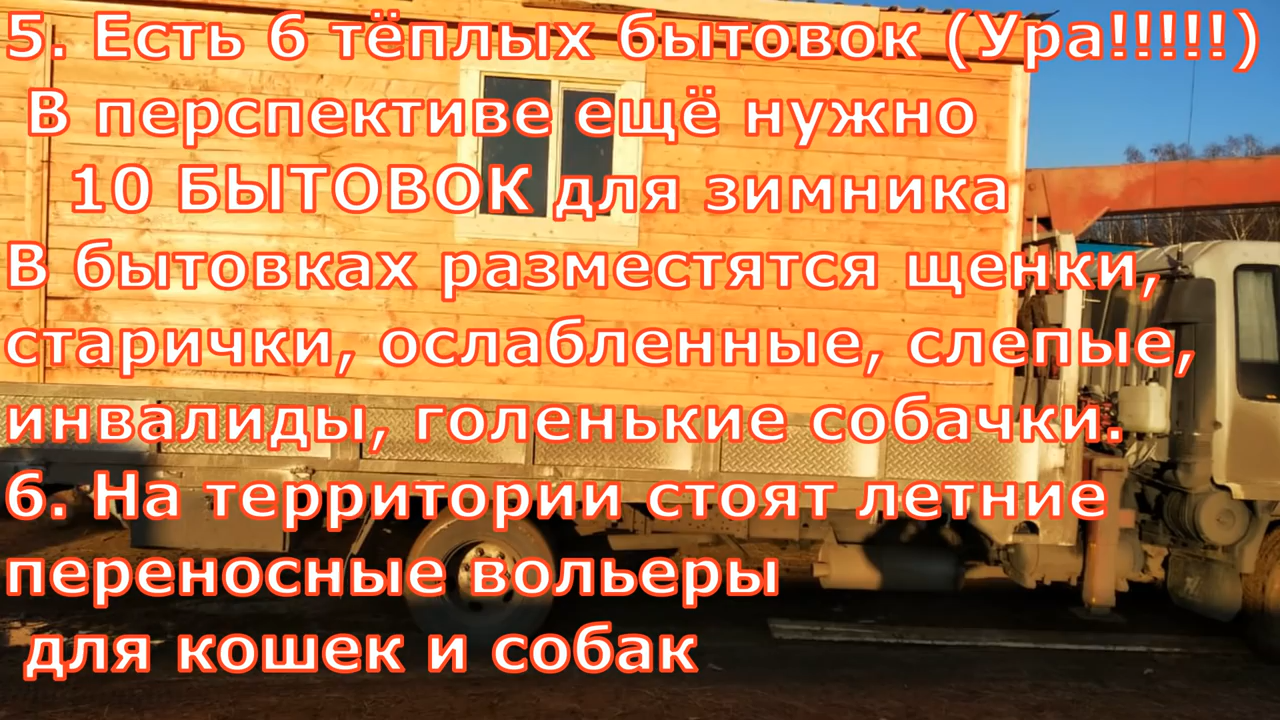 5. Есть 6 тёплых бытовок (Ура!!!!!)
В перспективе ещё нужно
10 БЫТОВОК для зимника
В бытовках разместятся щенки,
старички, ослабленные, слепые,
инвалиды, голенькие собачки.
6. На территории стоят летние
переносные вольеры
для кошек и собак